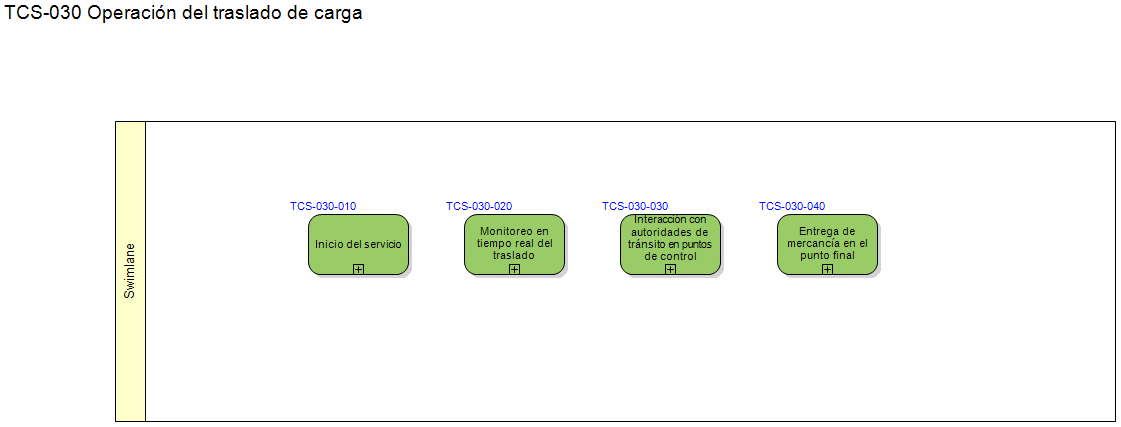 TCS-030 Operación del traslado de carga
Swimlane
TCS-030-010
Inicio del servicio
TCS-030-020
Monitoreo en
tiempo real del
traslado
TCS-030-030
Interacción con
autoridades de
tránsito en puntos
de control
TCS-030-040
Entrega de
mercancía en el
punto final